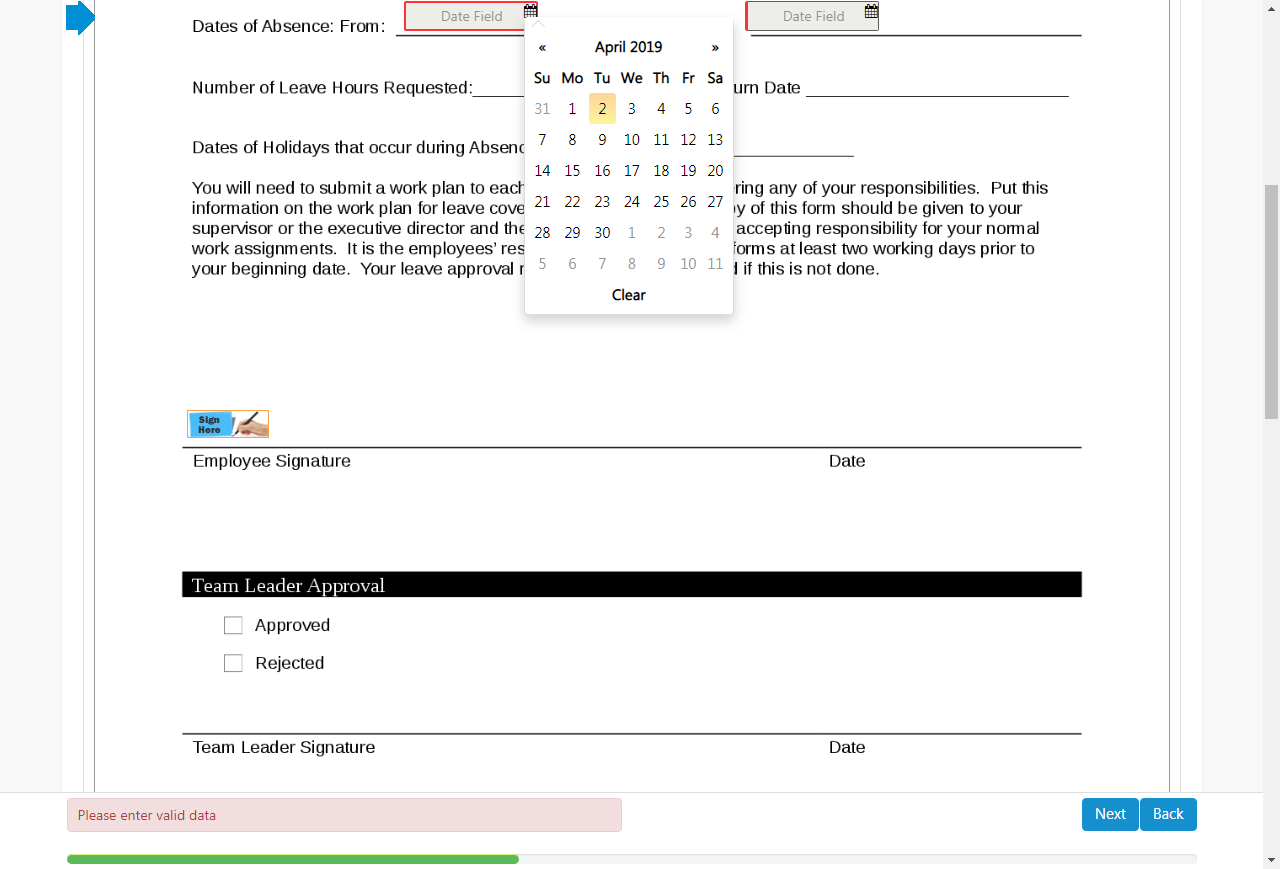 Dates of Absence: From: Date Field Date Field
« April 2019 »
Su Mo Tu We Th Fr Sa
31 1 2 3 4 5 6
7 8 9 10 11 12 13
14 15 16 17 18 19 20
21 22 23 24 25 26 27
28 29 30 1 2 3 4
5 6 7 8 9 10 11
Clear
Number of Leave Hours Requested: urn Date
Dates of Holidays that occur during Absenc
You will need to submit a work plan to each ring any of your responsibilities. Put this
information on the work plan for leave cove y of this form should be given to your
supervisor or the executive director and the accepting responsibility for your normal
work assignments. It is the employees’ res forms at least two working days prior to
your beginning date. Your leave approval if this is not done.
Sign
Here
Employee Signature Date
Team Leader Approval
Approved
Rejected
Team Leader Signature Date
Please enter valid data
Next Back